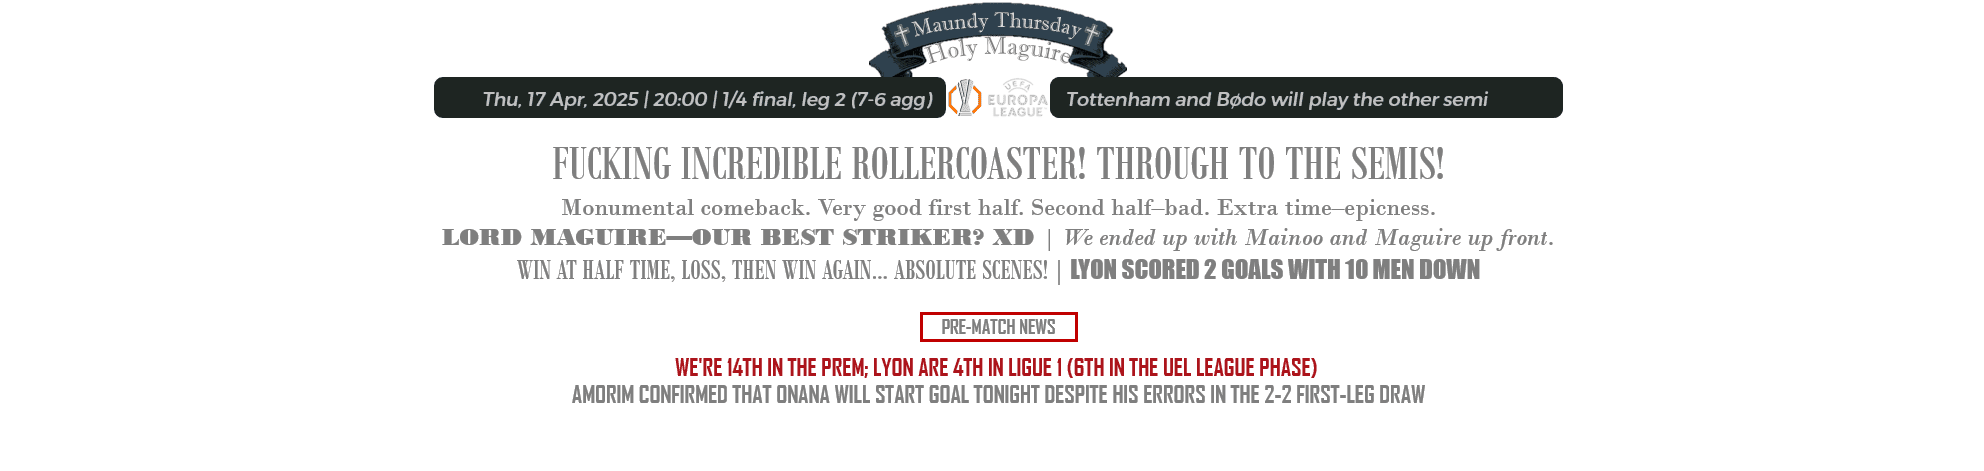 Maundy Thursday
Holy Maguire
Thu, 17 Apr, 2025 | 20:00 | 1/4 final, leg 2 (7-6 agg)
UEFA
EUROPA
LEAGUE
Tottenham and Bødo will play the other semi
FUCKING INCREDIBLE ROLLERCOASTER! THROUGH TO THE SEMIS!
Monumental comeback. Very good first half. Second half–bad. Extra time–epicness.
LORD MAGUIRE—OUR BEST STRIKER? XD | We ended up with Mainoo and Maguire up front.
WIN AT HALF TIME, LOSS, THEN WIN AGAIN... ABSOLUTE SCENES! | LYON SCORED 2 GOALS WITH 10 MEN DOWN
PRE-MATCH NEWS
WE'RE 14TH IN THE PREM; LYON ARE 4TH IN LIGUE 1 (6TH IN THE UEL LEAGUE PHASE)
AMORIM CONFIRMED THAT ONANA WILL START GOAL TONIGHT DESPITE HIS ERRORS IN THE 2-2 FIRST-LEG DRAW